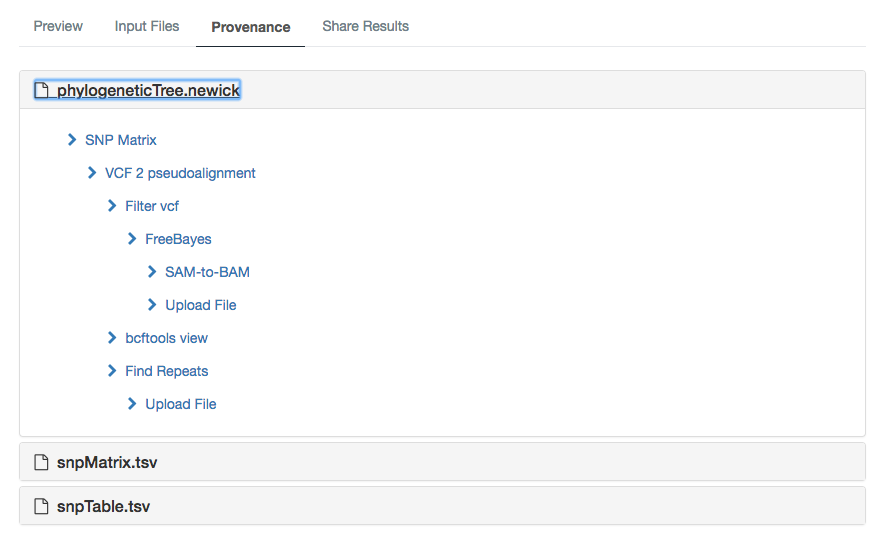 Preview Input Files Provenance Share Results
phylogeneticTree.newick
SNP Matrix
VCF 2 pseudoalignment
Filter vcf
FreeBayes
SAM-to-BAM
Upload File
bcftools view
Find Repeats
Upload File
snpMatrix.tsv
snpTable.tsv